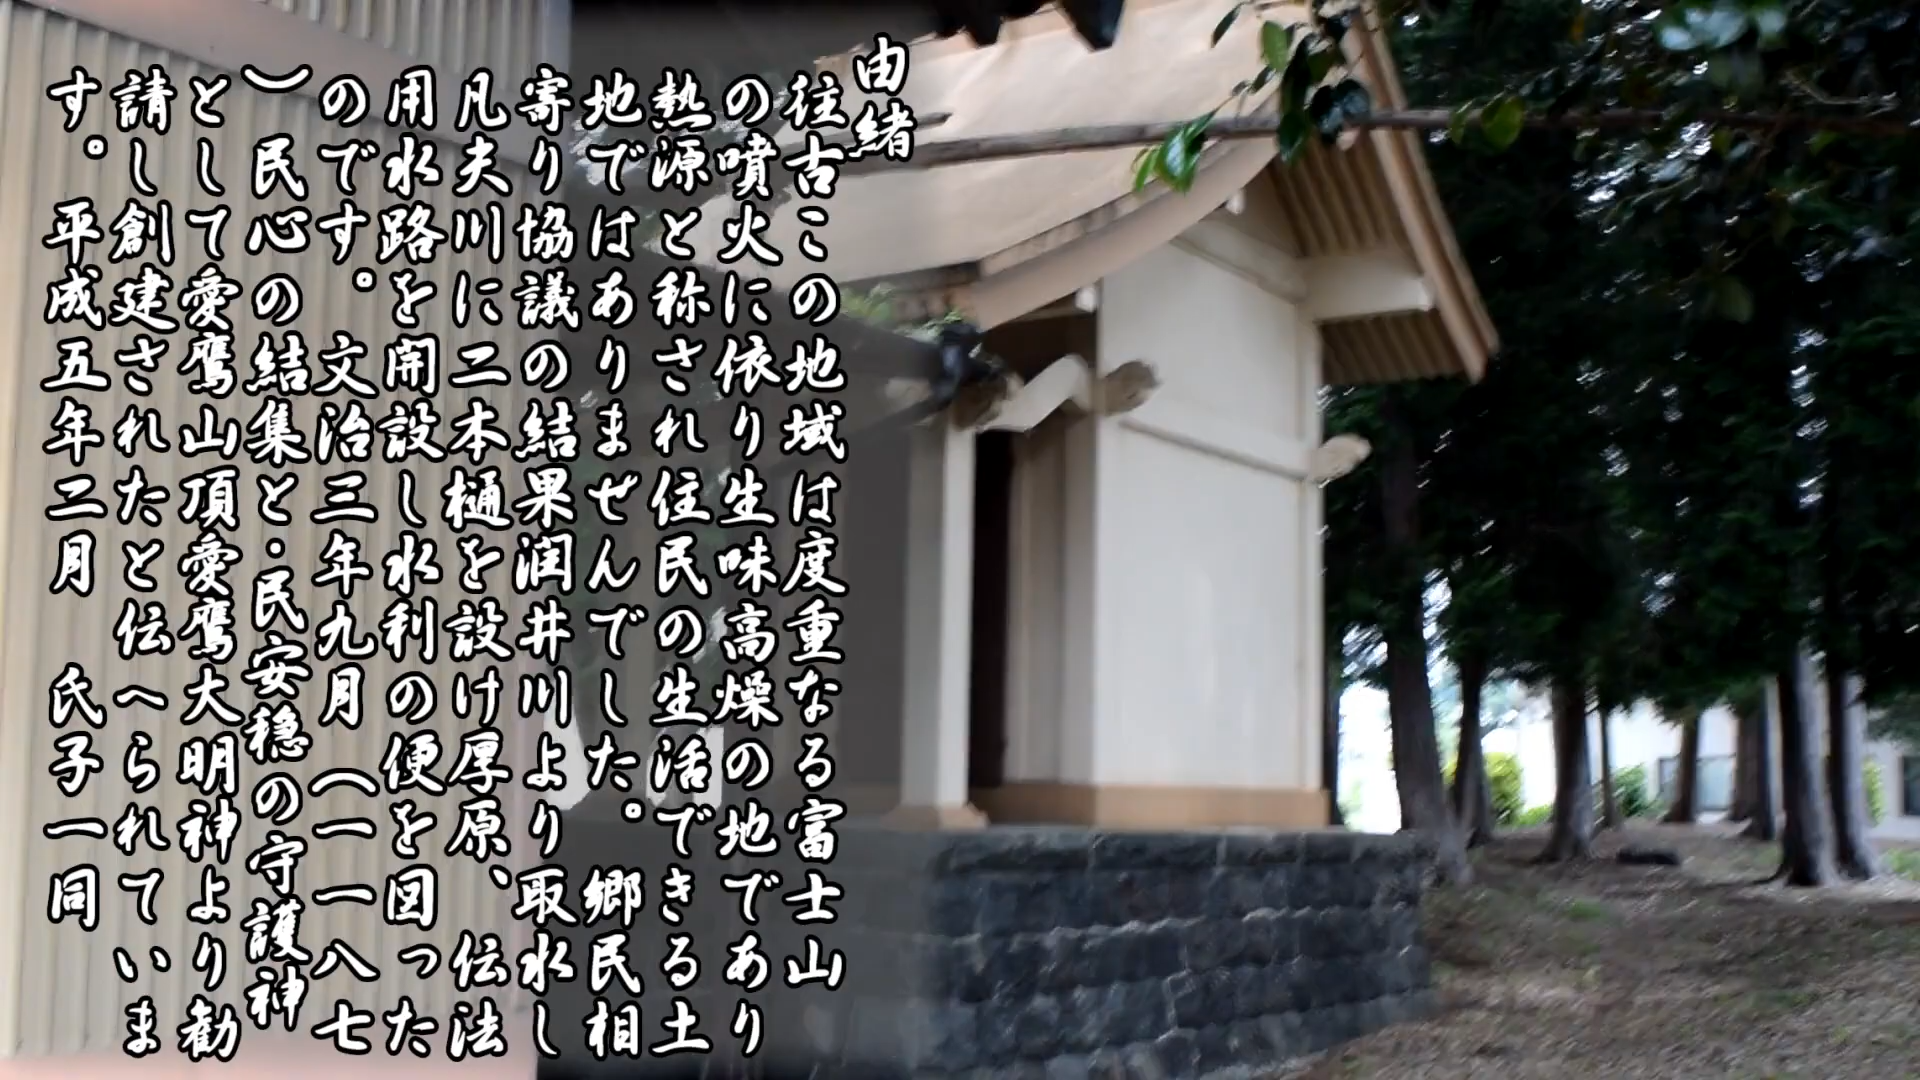 由緒
往古この地域は度重なる富士山
の噴火に依り生味高燥の地であり
熱源と称され住民の生活できる土
地ではありませんでした。郷民相
寄り協議の結果潤井川より取水し
凡夫川に二本樋を設け厚原、伝法
用水路を開設し水利の便を図った
のです。 文治三年九月（一一八七
）民心の結集と・民安穏の守護神
として愛鷹山頂愛鷹大明神より勧
請し創建されたと伝へられていま
す。平成五年二月 氏子一同